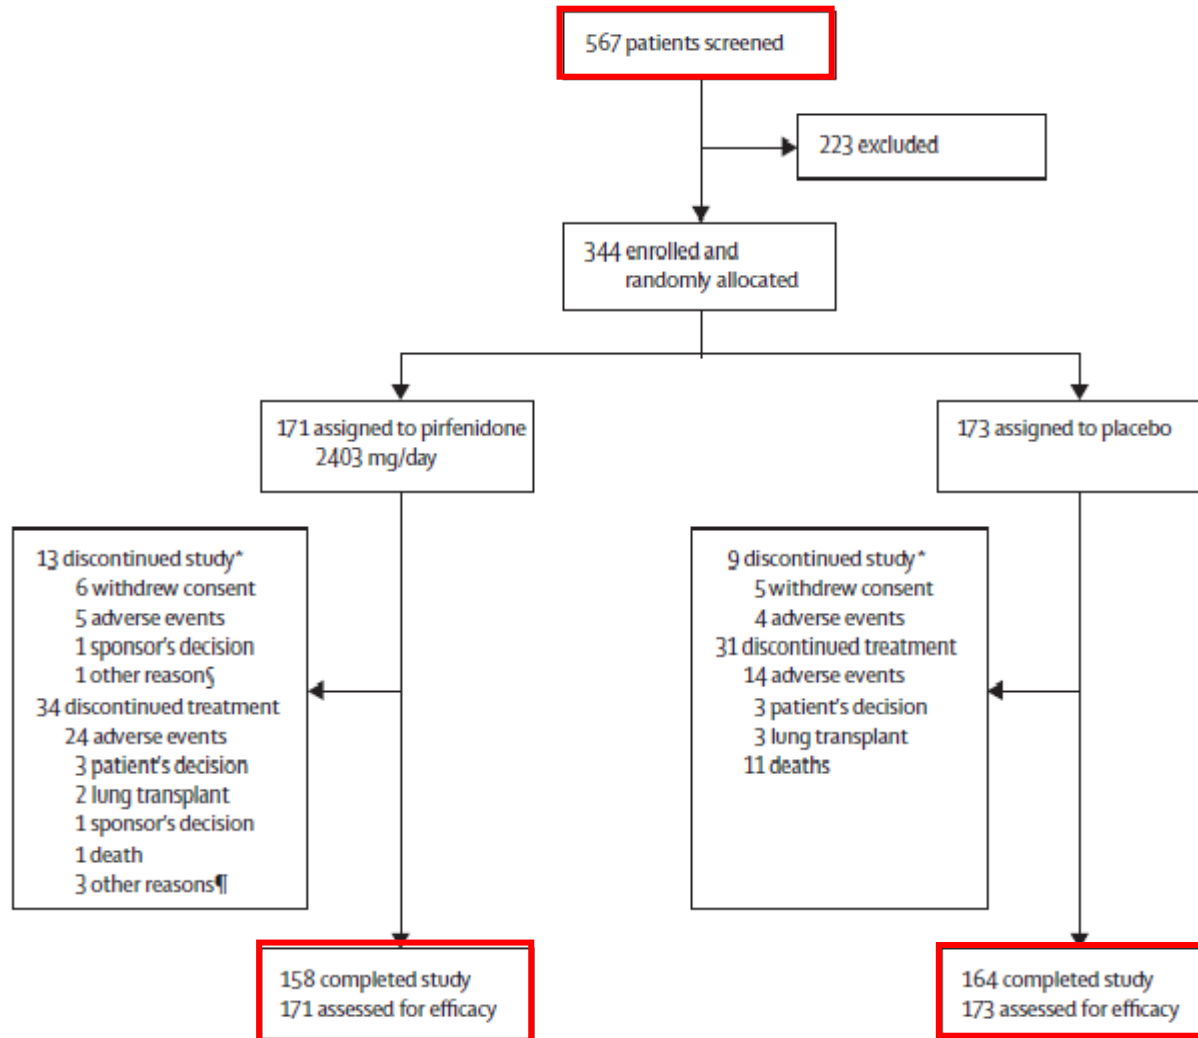 567 patients screened
223 excluded
344 enrolled and
randomly allocated
171 assigned to pirfenidone
2403 mg/day
173 assigned to placebo
13 discontinued study*
6 withdrew consent
5 adverse events
1 sponsor's decision
1 other reason§
34 discontinued treatment
24 adverse events
3 patient's decision
2 lung transplant
1 sponsor's decision
1 death
3 other reasons¶
9 discontinued study*
5 withdrew consent
4 adverse events
31 discontinued treatment
14 adverse events
3 patient's decision
3 lung transplant
11 deaths
158 completed study
171 assessed for efficacy
164 completed study
173 assessed for efficacy